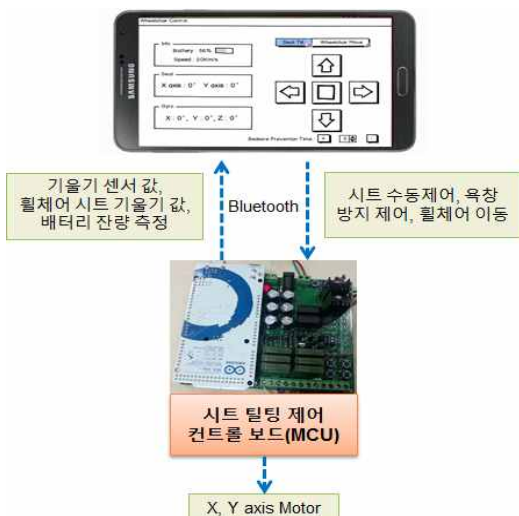 Wheelchair Control
Info
Battery : 56%
Speed : 10Km/h
Seat
X axis : 0° Y axis : 0°
Gyro
X : 0°, Y : 0°, Z : 0°
Seat Tilt Wheelchair Move
Bedsore Prevention Time
SAMSUNG
기울기 센서 값,
휠체어 시트 기울기 값,
배터리 잔량 측정
Bluetooth
시트 수동제어, 욕창
방지 제어, 휠체어 이동
시트 틸팅 제어
컨트롤 보드(MCU)
X, Y axis Motor